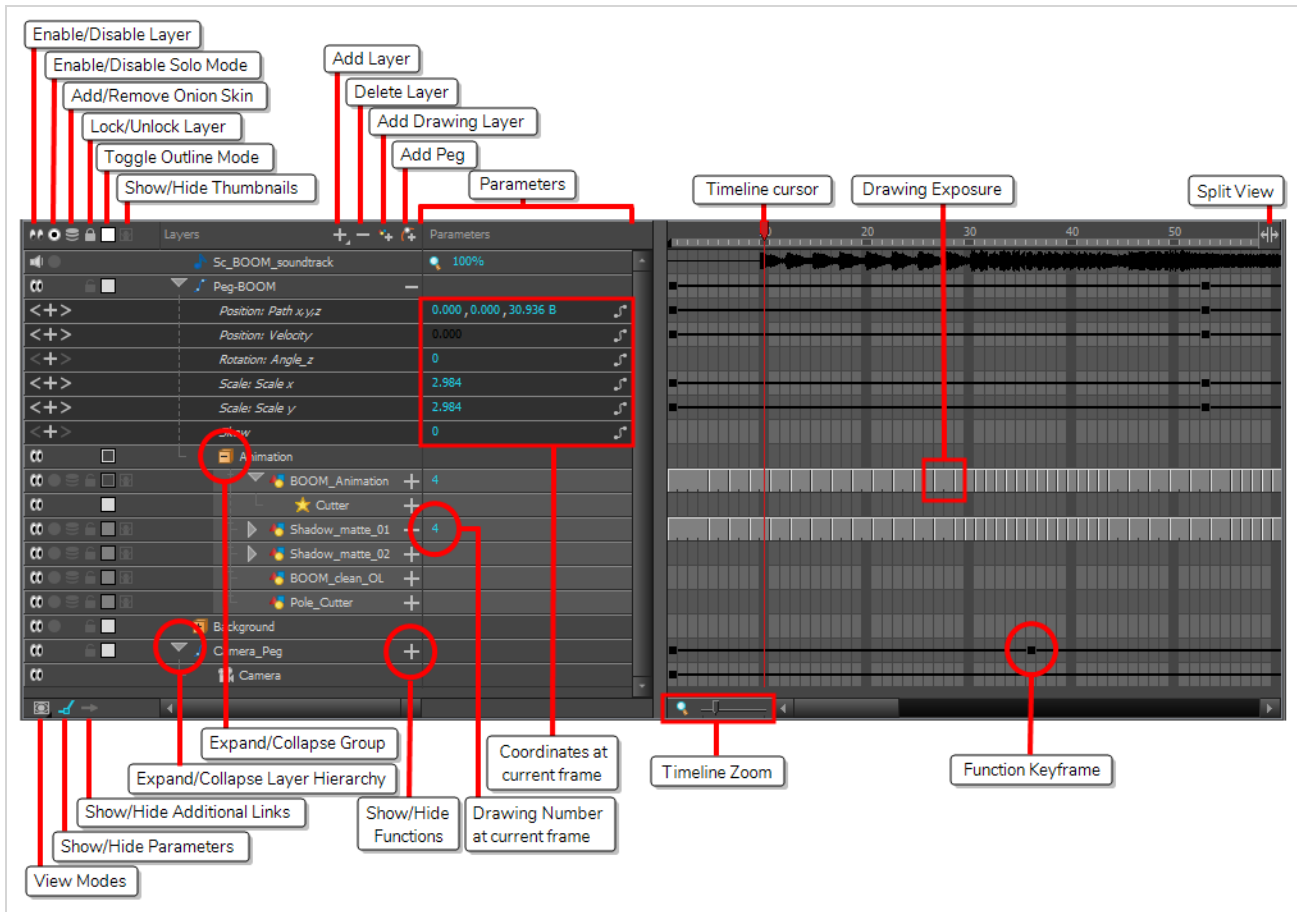 Enable/Disable Layer
Enable/Disable Solo Mode
Add/Remove Onion Skin
Lock/Unlock Layer
Toggle Outline Mode
Show/Hide Thumbnails
Add Layer
Delete Layer
Add Drawing Layer
Add Peg
Parameters
Timeline cursor
Drawing Exposure
Split View
Layers
Parameters
20
30
40
50
Sc_BOOM_soundtrack
100%
Peg-BOOM
Position: Path x,y,z
0.000 , 0.000 , 30.936 B
Position: Velocity
0.000
Rotation: Angle_z
0
Scale: Scale x
2.984
Scale: Scale y
2.984
Skew
0
Animation
BOOM_Animation
4
Cutter
Shadow_matte_01
4
Shadow_matte_02
BOOM_clean_OL
Pole_Cutter
Background
Camera_Peg
Camera
Expand/Collapse Group
Expand/Collapse Layer Hierarchy
Show/Hide Additional Links
Show/Hide Parameters
View Modes
Show/Hide
Functions
Coordinates at
current frame
Drawing Number
at current frame
Timeline Zoom
Function Keyframe